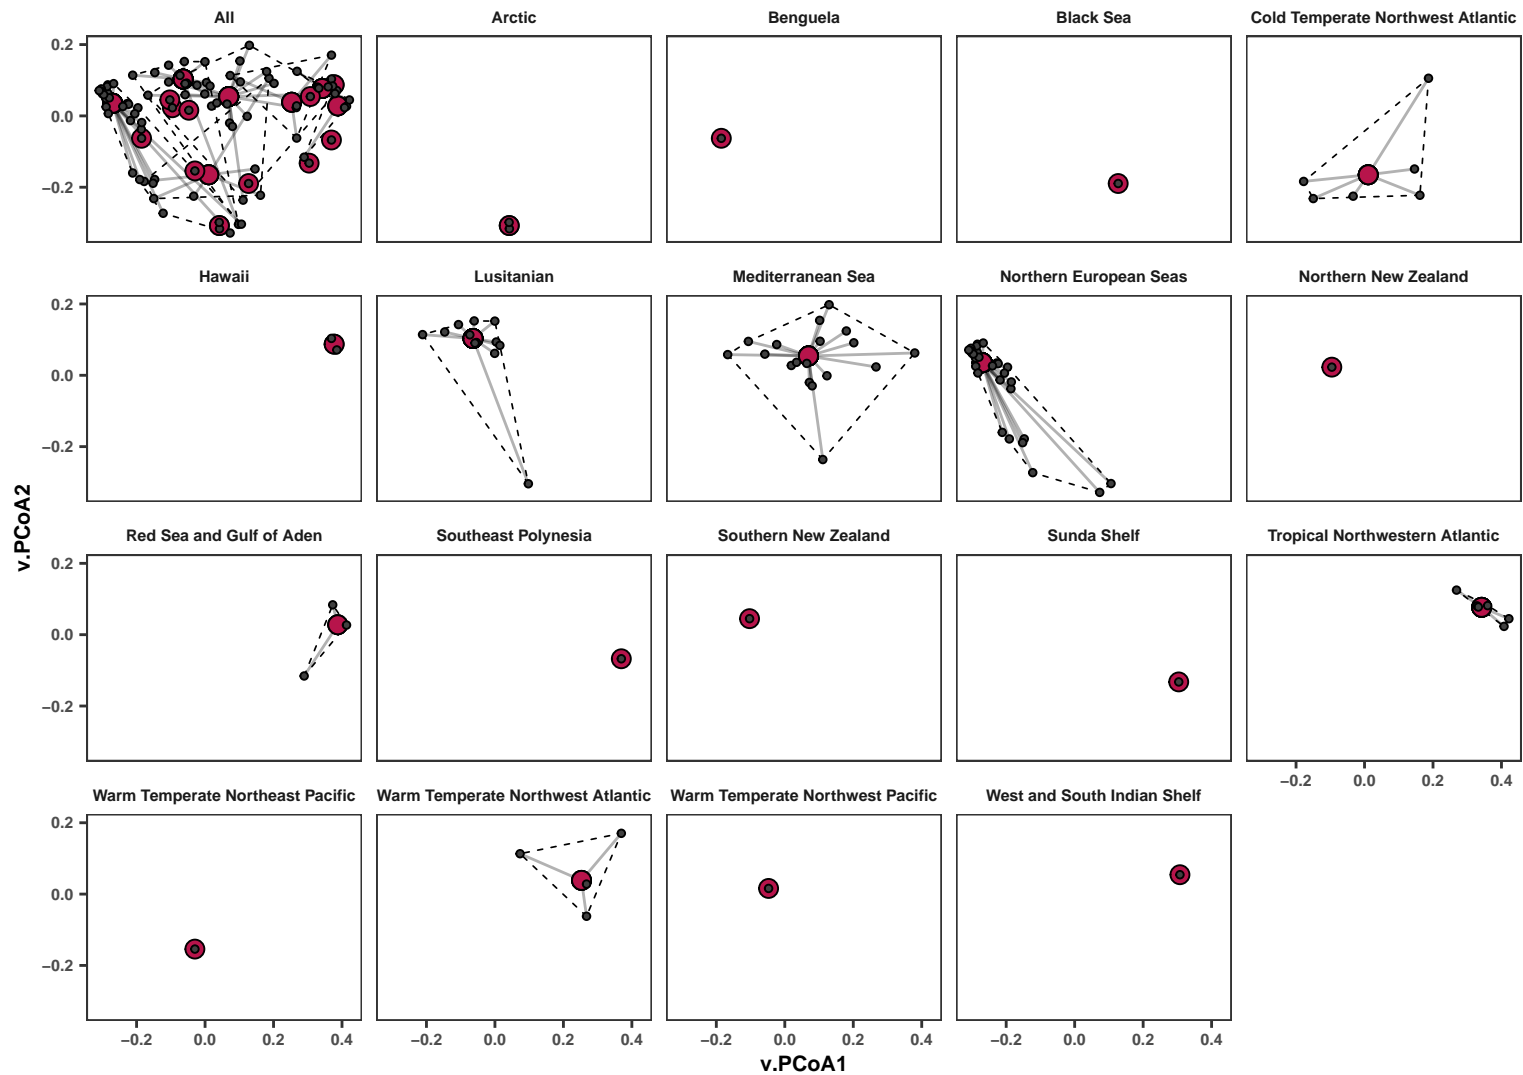 All Arctic Benguela Black Sea Cold Temperate Northwest Atlantic
0.2
0.0
−0.2
Hawaii Lusitanian Mediterranean Sea Northern European Seas Northern New Zealand
0.2
0.0
−0.2
Red Sea and Gulf of Aden Southeast Polynesia Southern New Zealand Sunda Shelf Tropical Northwestern Atlantic
0.2
0.0
−0.2
−0.2 0.0 0.2 0.4
Warm Temperate Northeast Pacific Warm Temperate Northwest Atlantic Warm Temperate Northwest Pacific West and South Indian Shelf
0.2
0.0
−0.2
−0.2 0.0 0.2 0.4 −0.2 0.0 0.2 0.4 −0.2 0.0 0.2 0.4 −0.2 0.0 0.2 0.4
v.PCoA1
v.PCoA2